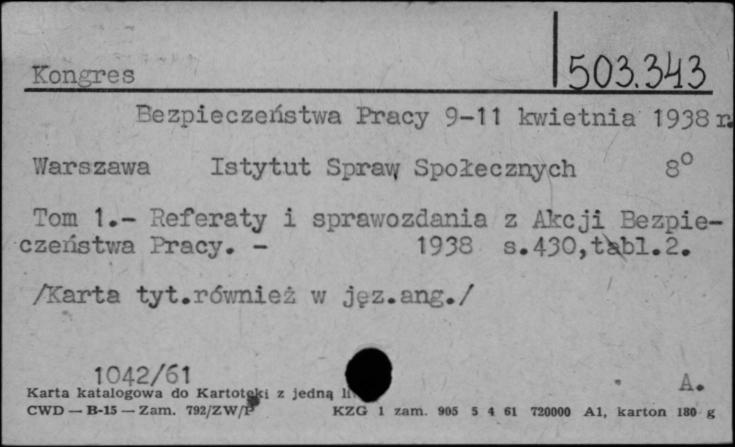 Kongres 503.343
Bezpieczeństwa Pracy 9-11 kwietnia 1938 r.
Warszawa Istytut Spraw Społecznych 8°
Tom 1.- Referaty i sprawozdania z Akcji Bezpie-
czeństwa Pracy. - 1938 s.430,tabl.2.
/Karta tyt.również w jęz.ang./
1042/61 A.
Karta katalogowa do Kartoteki z jedną
CWD — B-15 — Zam. 792/ZW/P KZG 1 zam. 905 5 4 61 720000 A1, karton 180 g